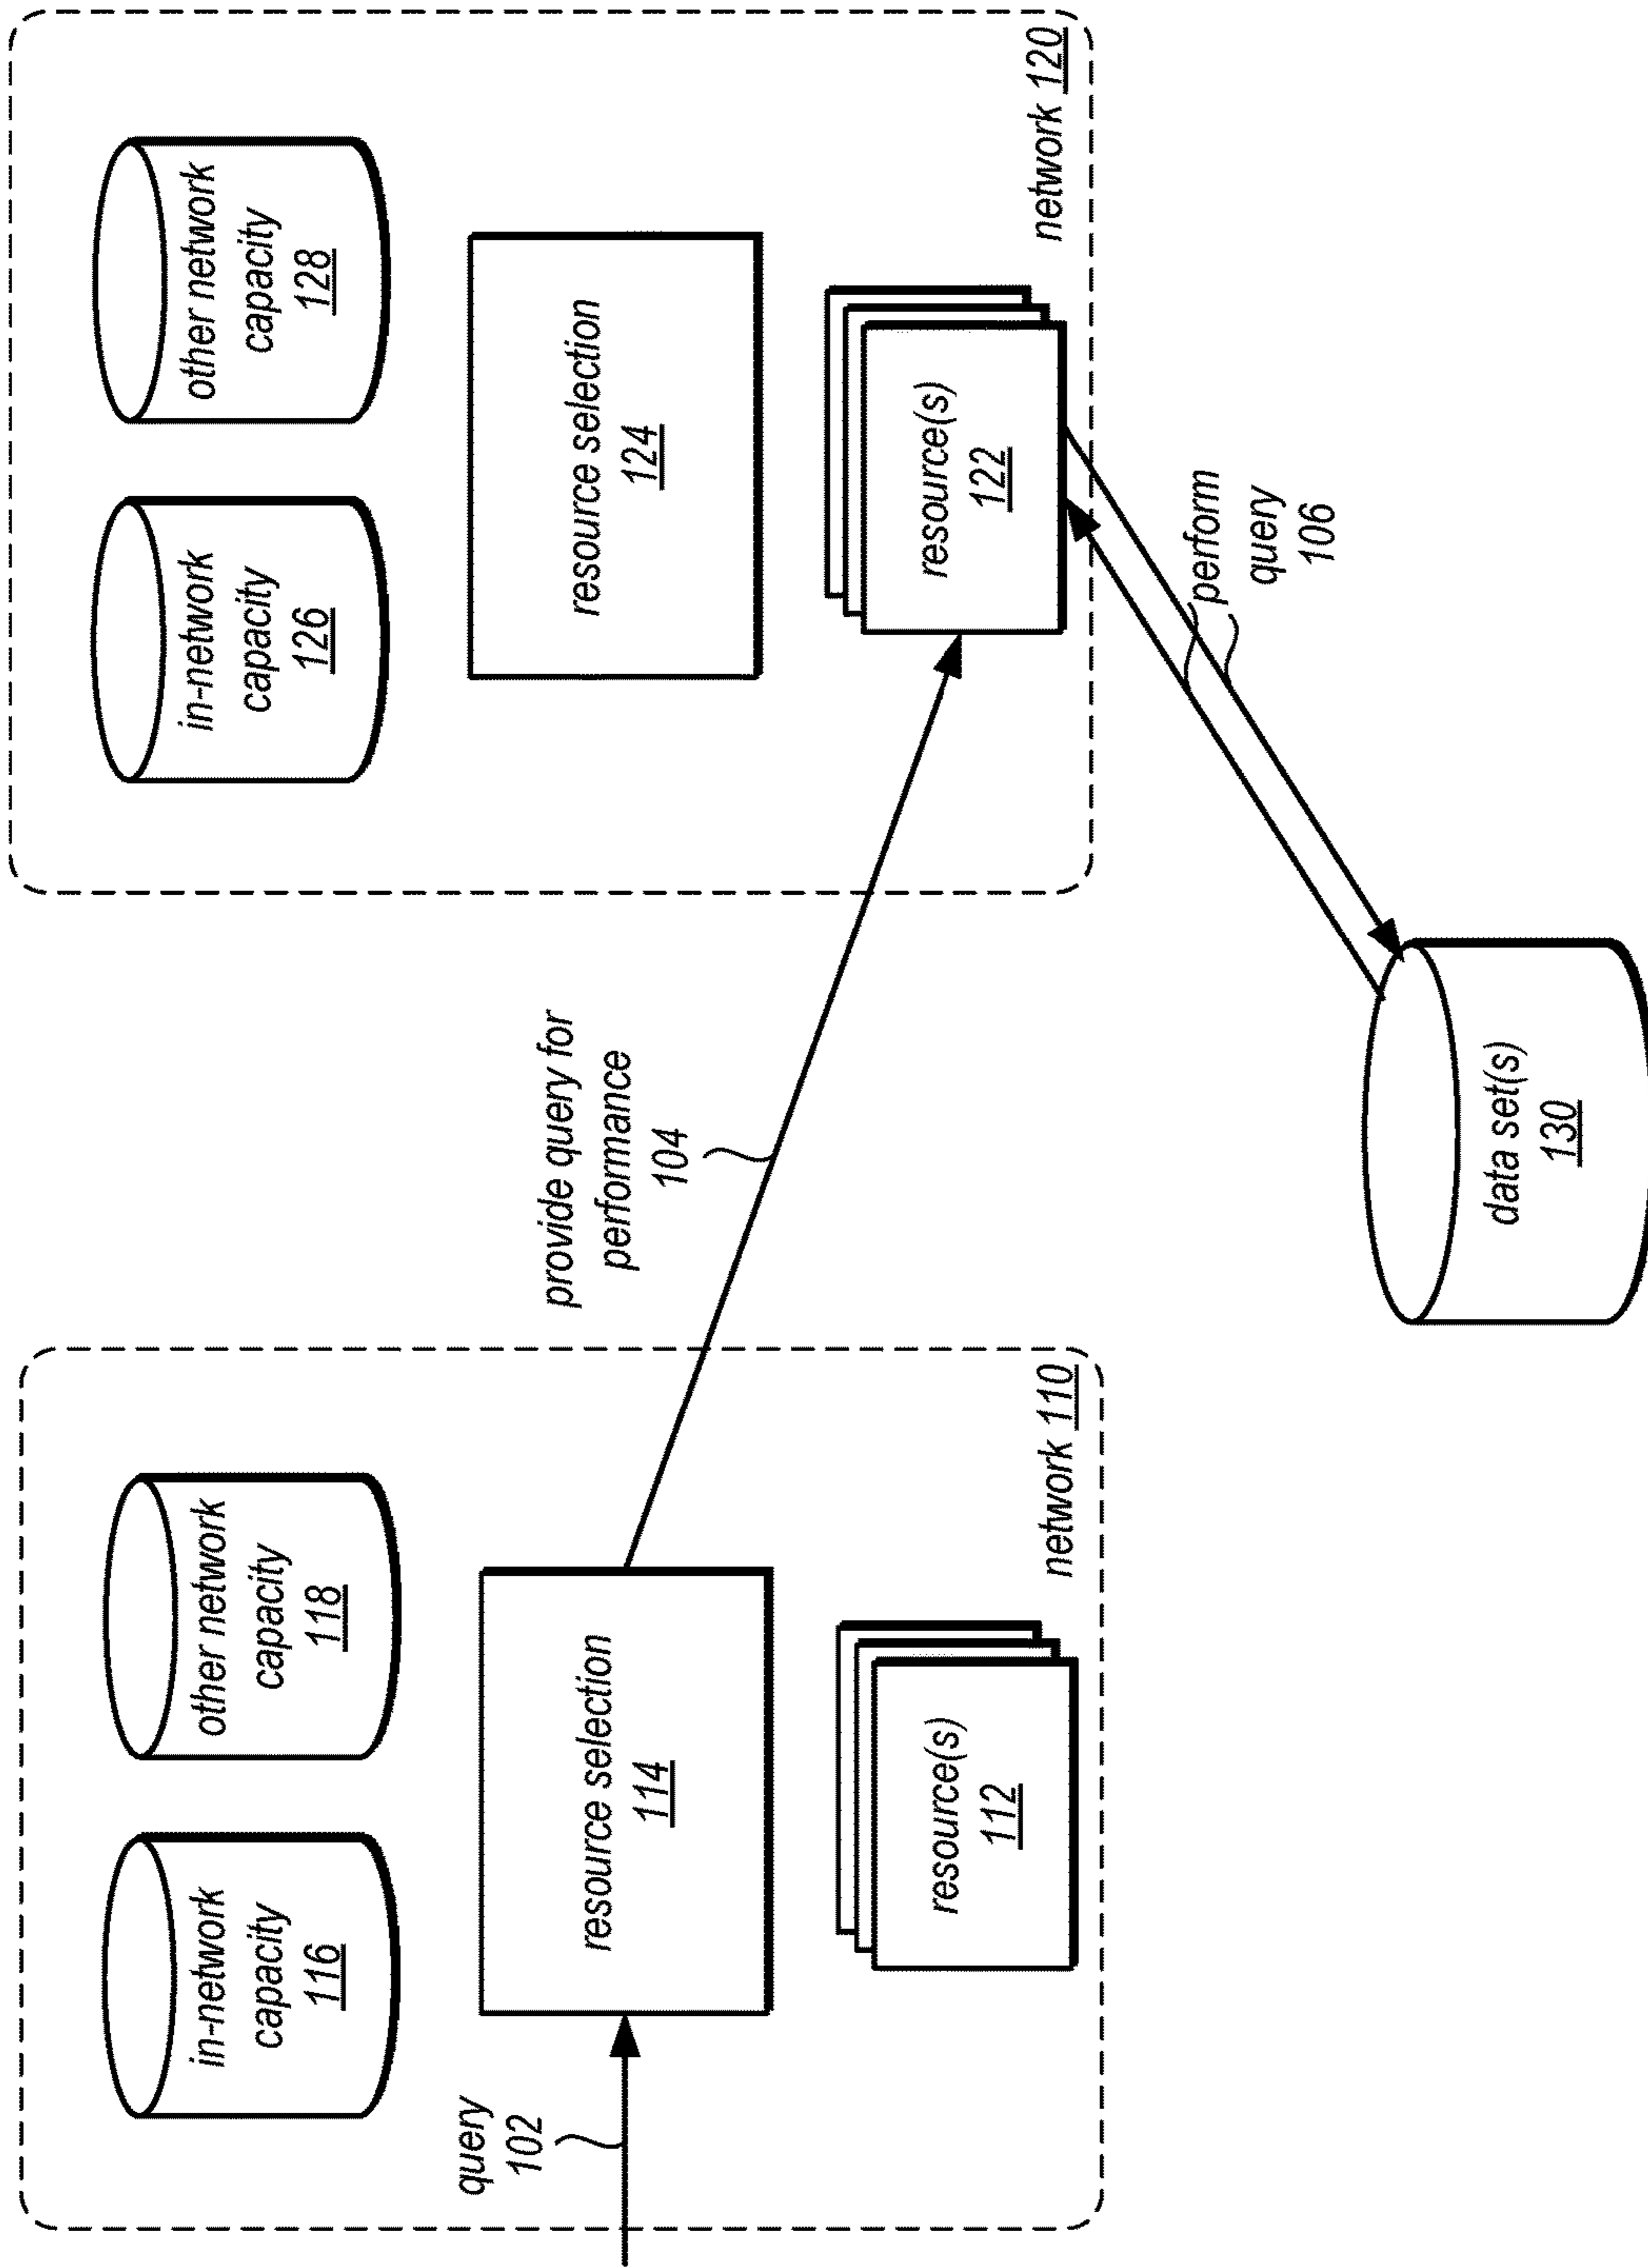 in-network
capacity
116
other network
capacity
118
query
102
resource selection
114
resource(s)
112
network 110
provide query for
performance
104
in-network
capacity
126
other network
capacity
128
resource selection
124
resource(s)
122
network 120
perform
query
106
data set(s)
130